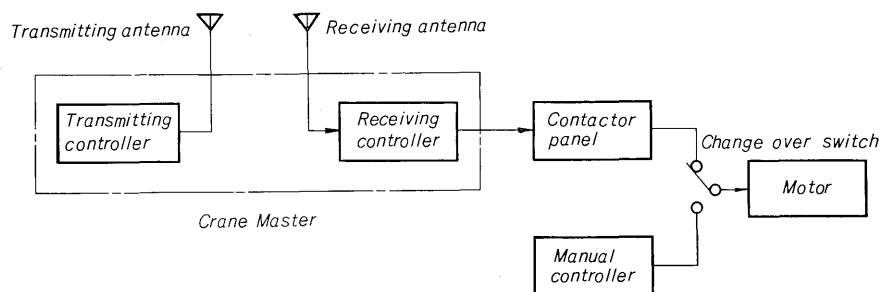 Transmitting antenna
Receiving antenna
Transmitting
controller
Receiving
controller
Contactor
panel
Change over switch
Motor
Crane Master
Manual
controller